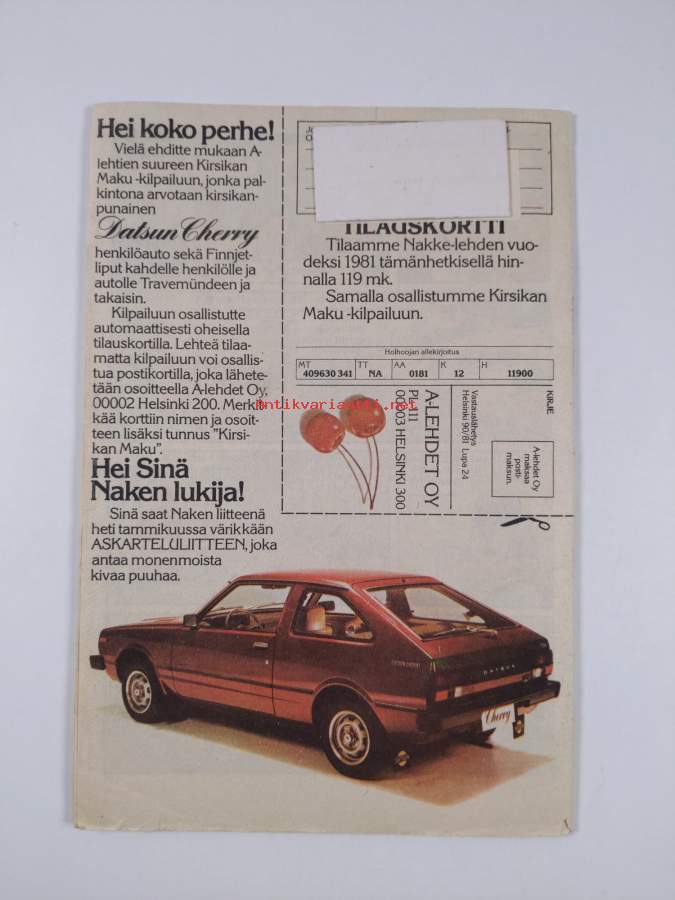 Hei koko perhe!
Vielä ehditte mukaan A-
lehtien suureen Kirsikan
Maku -kilpailuun, jonka pal-
kintona arvotaan kirsikan-
punainen
Datsun Cherry
henkilöauto sekä Finnjet-
liput kahdelle henkilölle ja
autolle Travemündeen ja
takaisin.
Kilpailuun osallistutte
automaattisesti oheisella
tilauskortilla. Lehteä tilaa-
matta kilpailuun voi osallis-
tua postikortilla, joka lähete-
tään osoitteella A-lehdet Oy,
00002 Helsinki 200. Merkit-
kää korttiin nimen ja osoit-
teen lisäksi tunnus "Kirsi-
kan Maku".
Hei Sinä
Naken lukija!
Sinä saat Naken liitteenä
heti tammikuussa värikkään
ASKARTELULIITTEEN, joka
antaa monenmoista
kivaa puuhaa.
TILAUSKORTTI
Tilaamme Nakke-lehden vuo-
deksi 1981 tämänhetkisellä hin-
nalla 119 mk.
Samalla osallistumme Kirsikan
Maku -kilpailuun.
Holhoojan allekirjoitus
MT TT AA K H
409630 341 NA 0181 12 11900
KIRJE
A-lehdet Oy
maksaa
posti-
maksun.
Vastauslähetys
Helsinki 90/81 Lupa 24
A-LEHDET OY
PL 111
00003 HELSINKI 300
antikvariaatti.net
DATSUN
Cherry